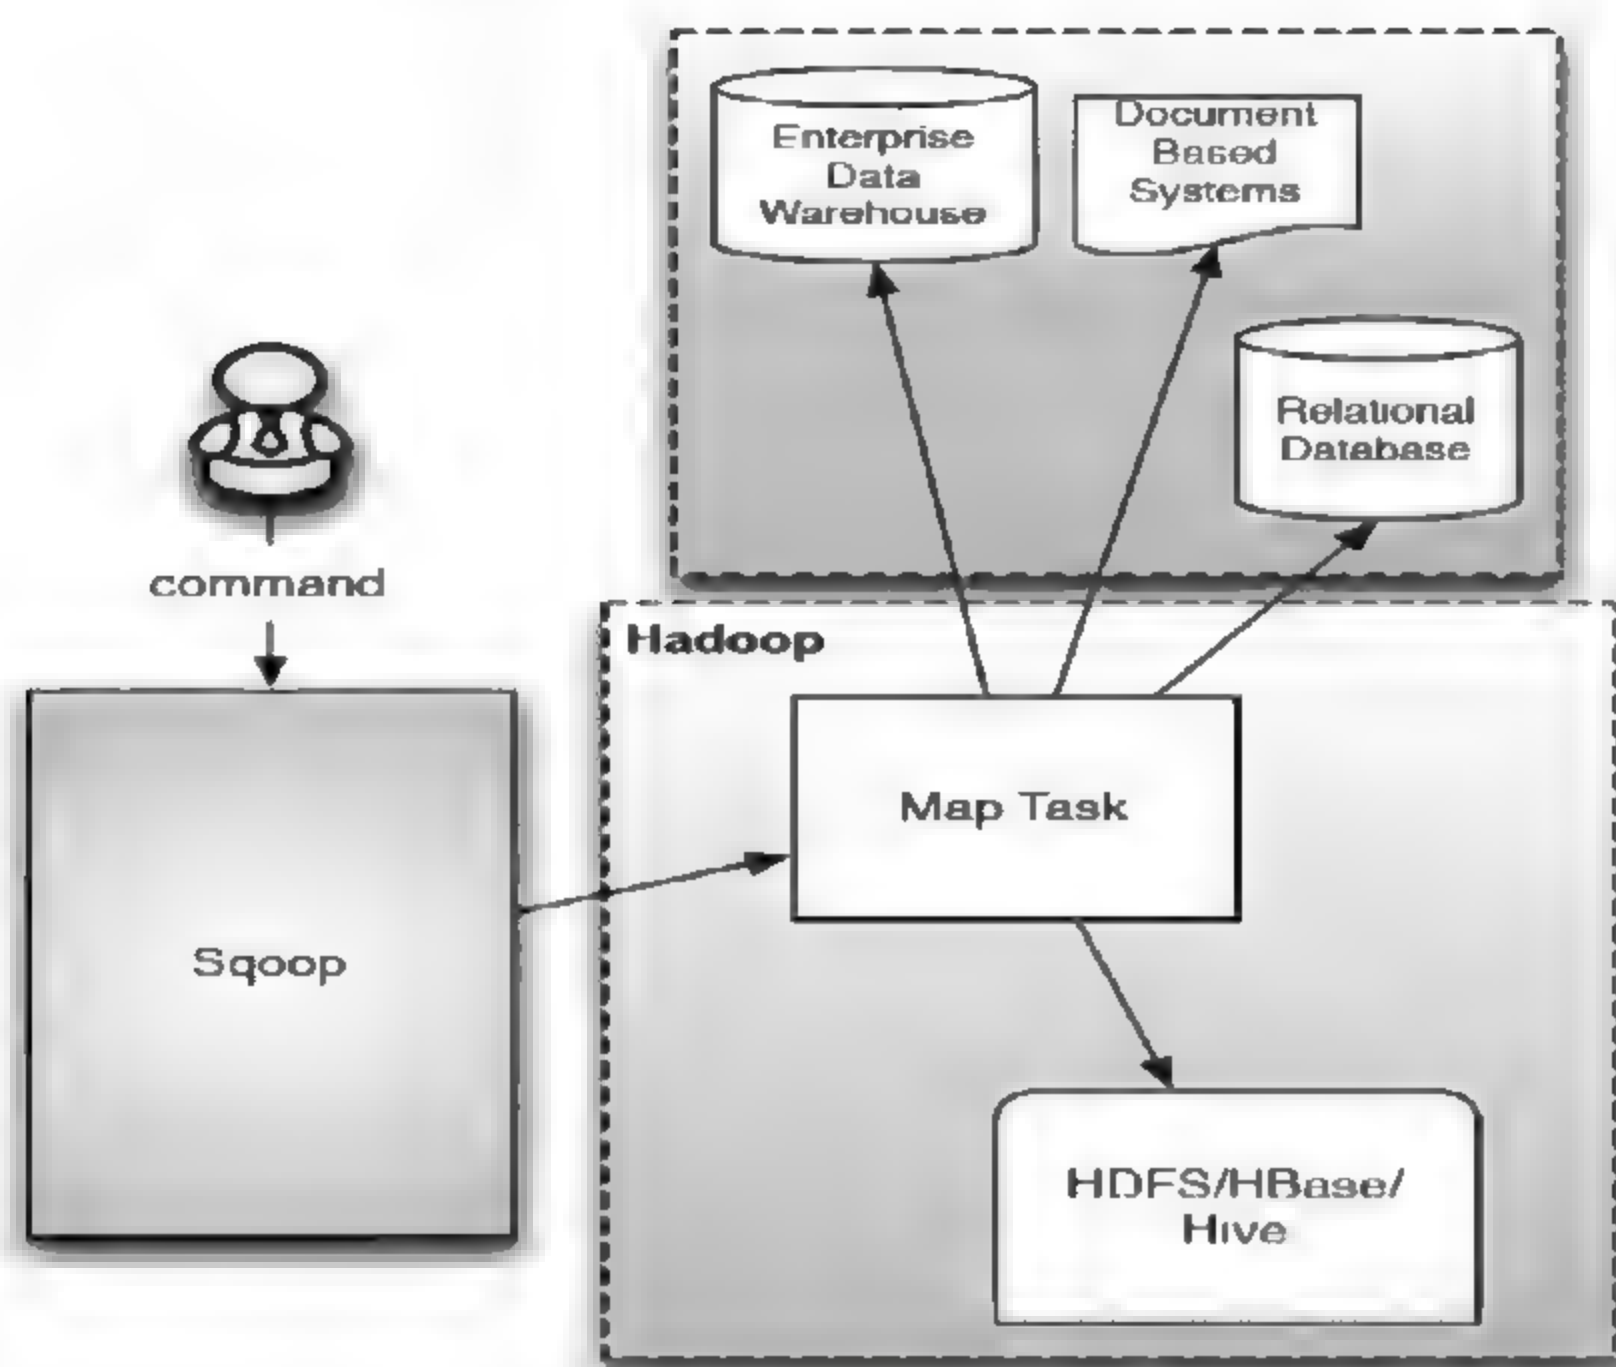 Enterprise
Data
Warehouse
Document
Based
Systems
Relational
Database
command
Hadoop
Map Task
Sqoop
HDFS/HBase/
Hive